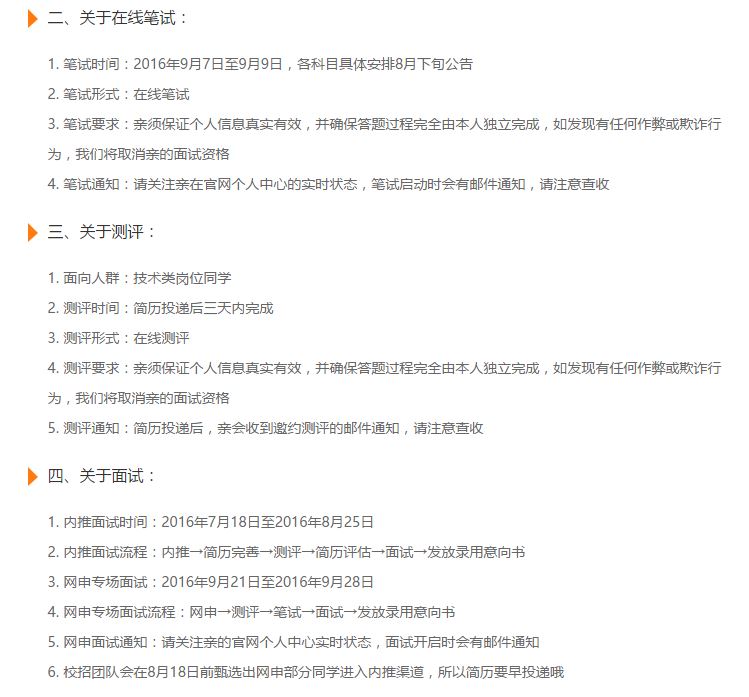 二、关于在线笔试：
1. 笔试时间：2016年9月7日至9月9日，各科目具体安排8月下旬公告
2. 笔试形式：在线笔试
3. 笔试要求：亲须保证个人信息真实有效，并确保答题过程完全由本人独立完成，如发现有任何作弊或欺诈行
为，我们将取消亲的面试资格
4. 笔试通知：请关注亲在官网个人中心的实时状态，笔试启动时会有邮件通知，请注意查收
三、关于测评：
1. 面向人群：技术类岗位同学
2. 测评时间：简历投递后三天内完成
3. 测评形式：在线测评
4. 测评要求：亲须保证个人信息真实有效，并确保答题过程完全由本人独立完成，如发现有任何作弊或欺诈行
为，我们将取消亲的面试资格
5. 测评通知：简历投递后，亲会收到邀约测评的邮件通知，请注意查收
四、关于面试：
1. 内推面试时间：2016年7月18日至2016年8月25日
2. 内推面试流程：内推→简历完善→测评→简历评估→面试→发放录用意向书
3. 网申专场面试：2016年9月21日至2016年9月28日
4. 网申专场面试流程：网申→测评→笔试→面试→发放录用意向书
5. 网申面试通知：请关注亲的官网个人中心实时状态，面试开启时会有邮件通知
6. 校招团队会在8月18日前甄选出网申部分同学进入内推渠道，所以简历要早投递哦